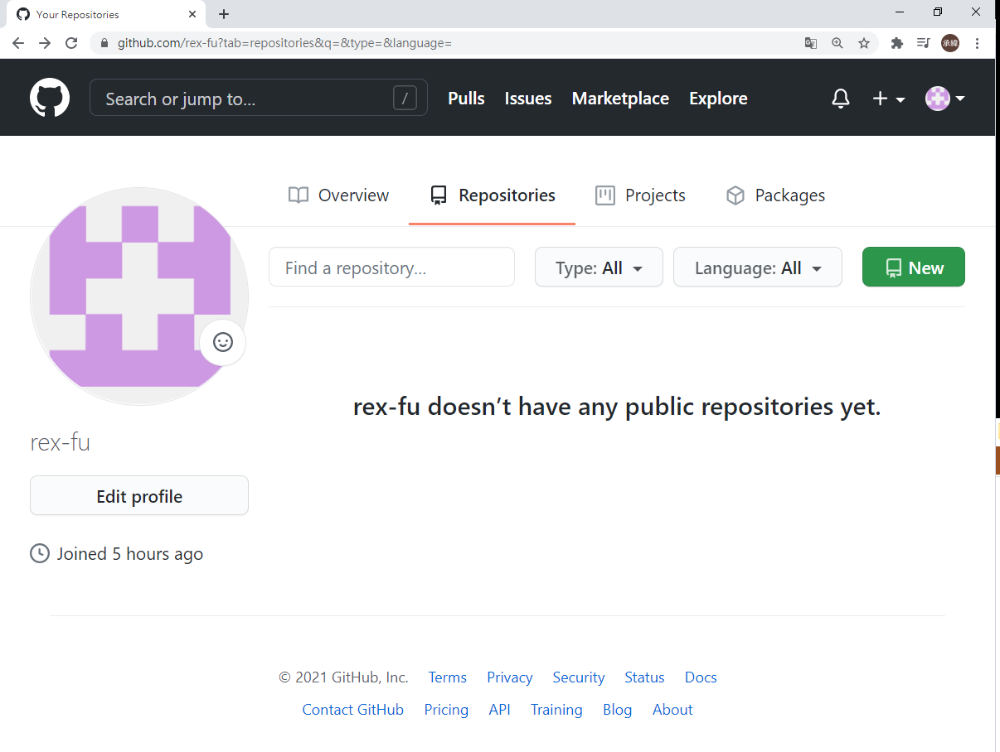 Your Repositories
github.com/rex-fu?tab=repositories&q=&type=&language=
承緯
Search or jump to... /
Pulls Issues Marketplace Explore
Overview Repositories Projects Packages
Find a repository...
Type: All
Language: All
New
rex-fu doesn’t have any public repositories yet.
rex-fu
Edit profile
Joined 5 hours ago
© 2021 GitHub, Inc. Terms Privacy Security Status Docs
Contact GitHub Pricing API Training Blog About